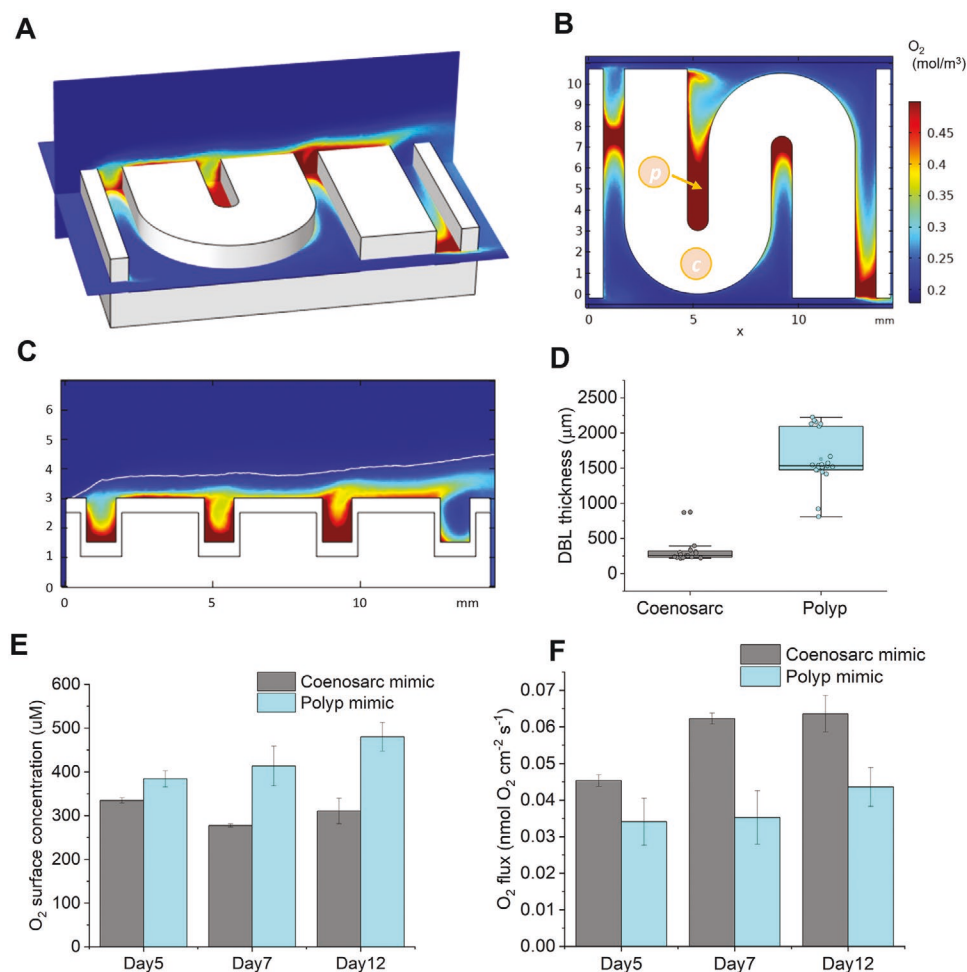 A
B
O₂
(mol/m³)
10
9
8
7
6
5
4
3
2
1
0
p
c
0.45
0.4
0.35
0.3
0.25
0.2
0
5
10
mm
x
C
6
5
4
3
2
1
0
0
5
10
mm
D
DBL thickness (μm)
2500
2000
1500
1000
500
0
Coenosarc
Polyp
E
Coenosarc mimic
Polyp mimic
O₂ surface concentration (uM)
600
500
400
300
200
100
0
Day5
Day7
Day12
F
Coenosarc mimic
Polyp mimic
O₂ flux (nmol O₂ cm⁻² s⁻¹)
0.07
0.06
0.05
0.04
0.03
0.02
0.01
0.00
Day5
Day7
Day12